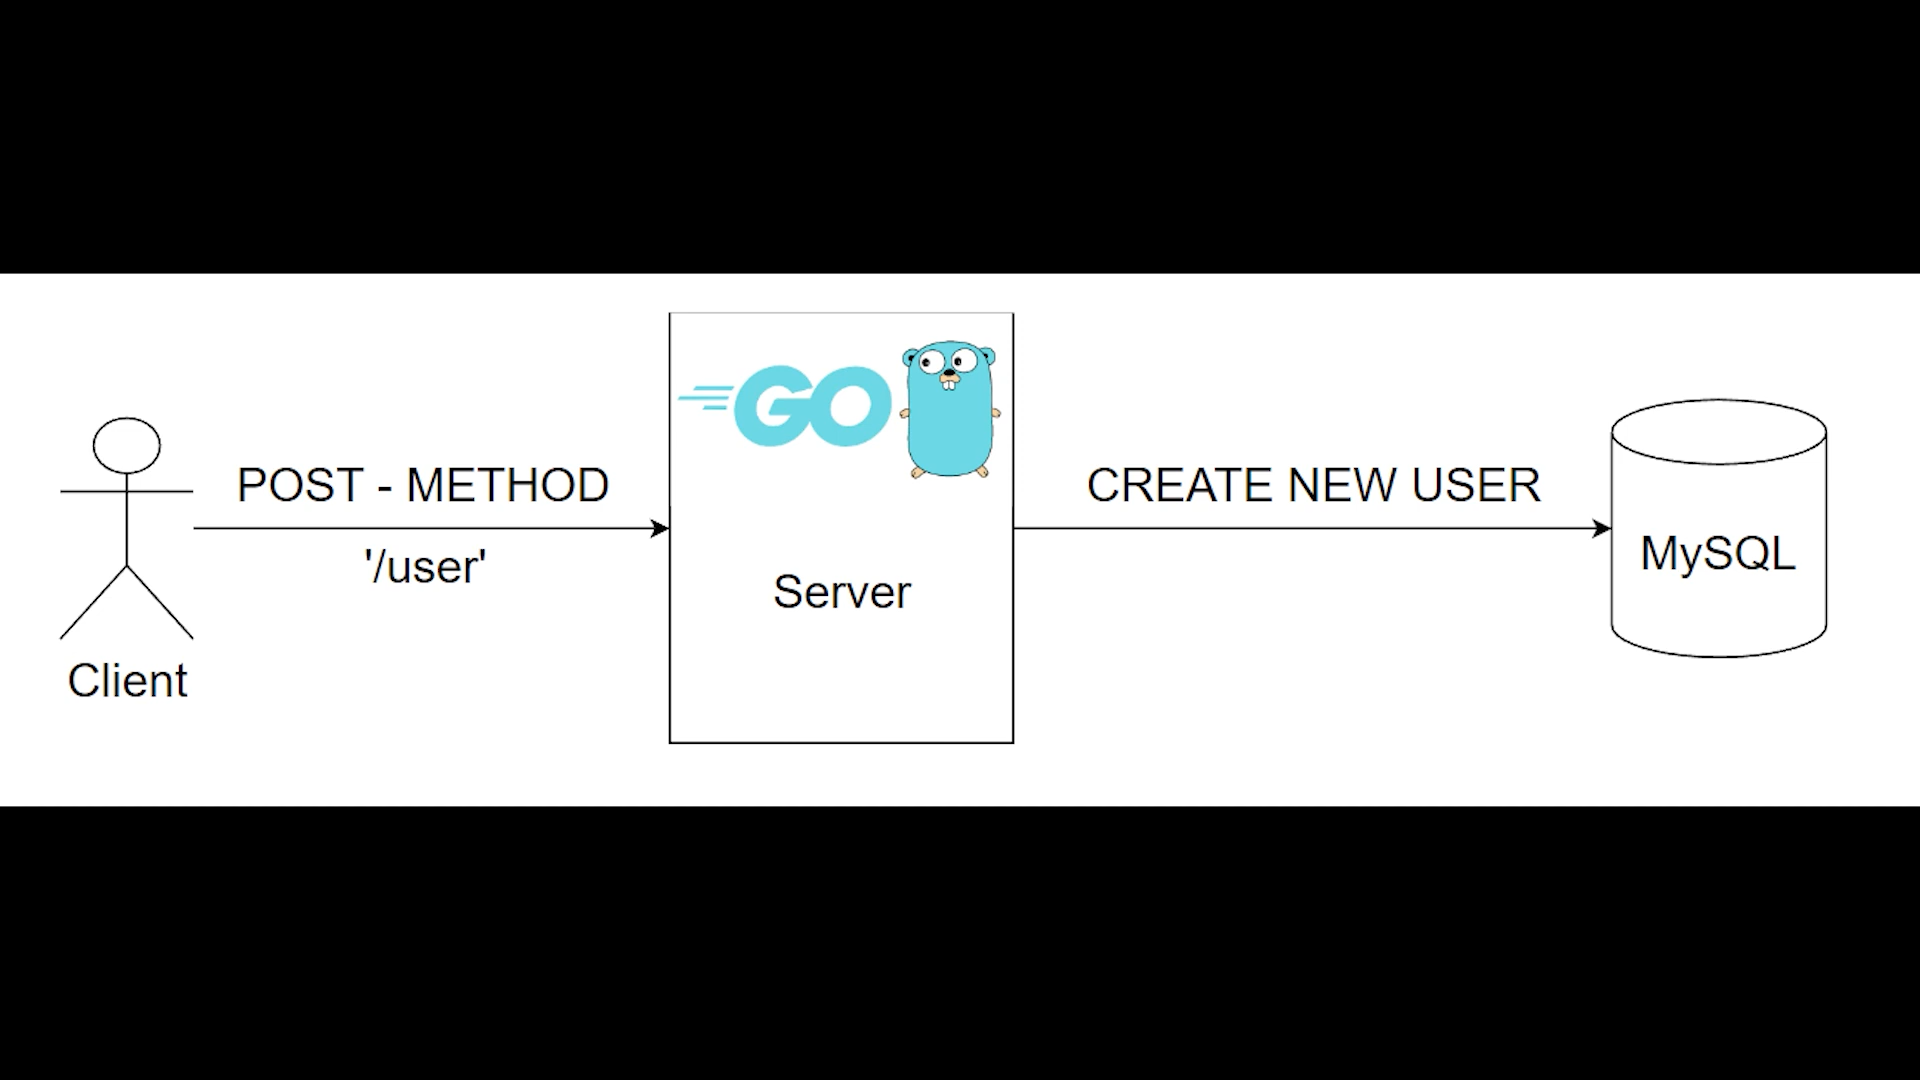 GO
POST - METHOD
'/user'
Server
CREATE NEW USER
MySQL
Client